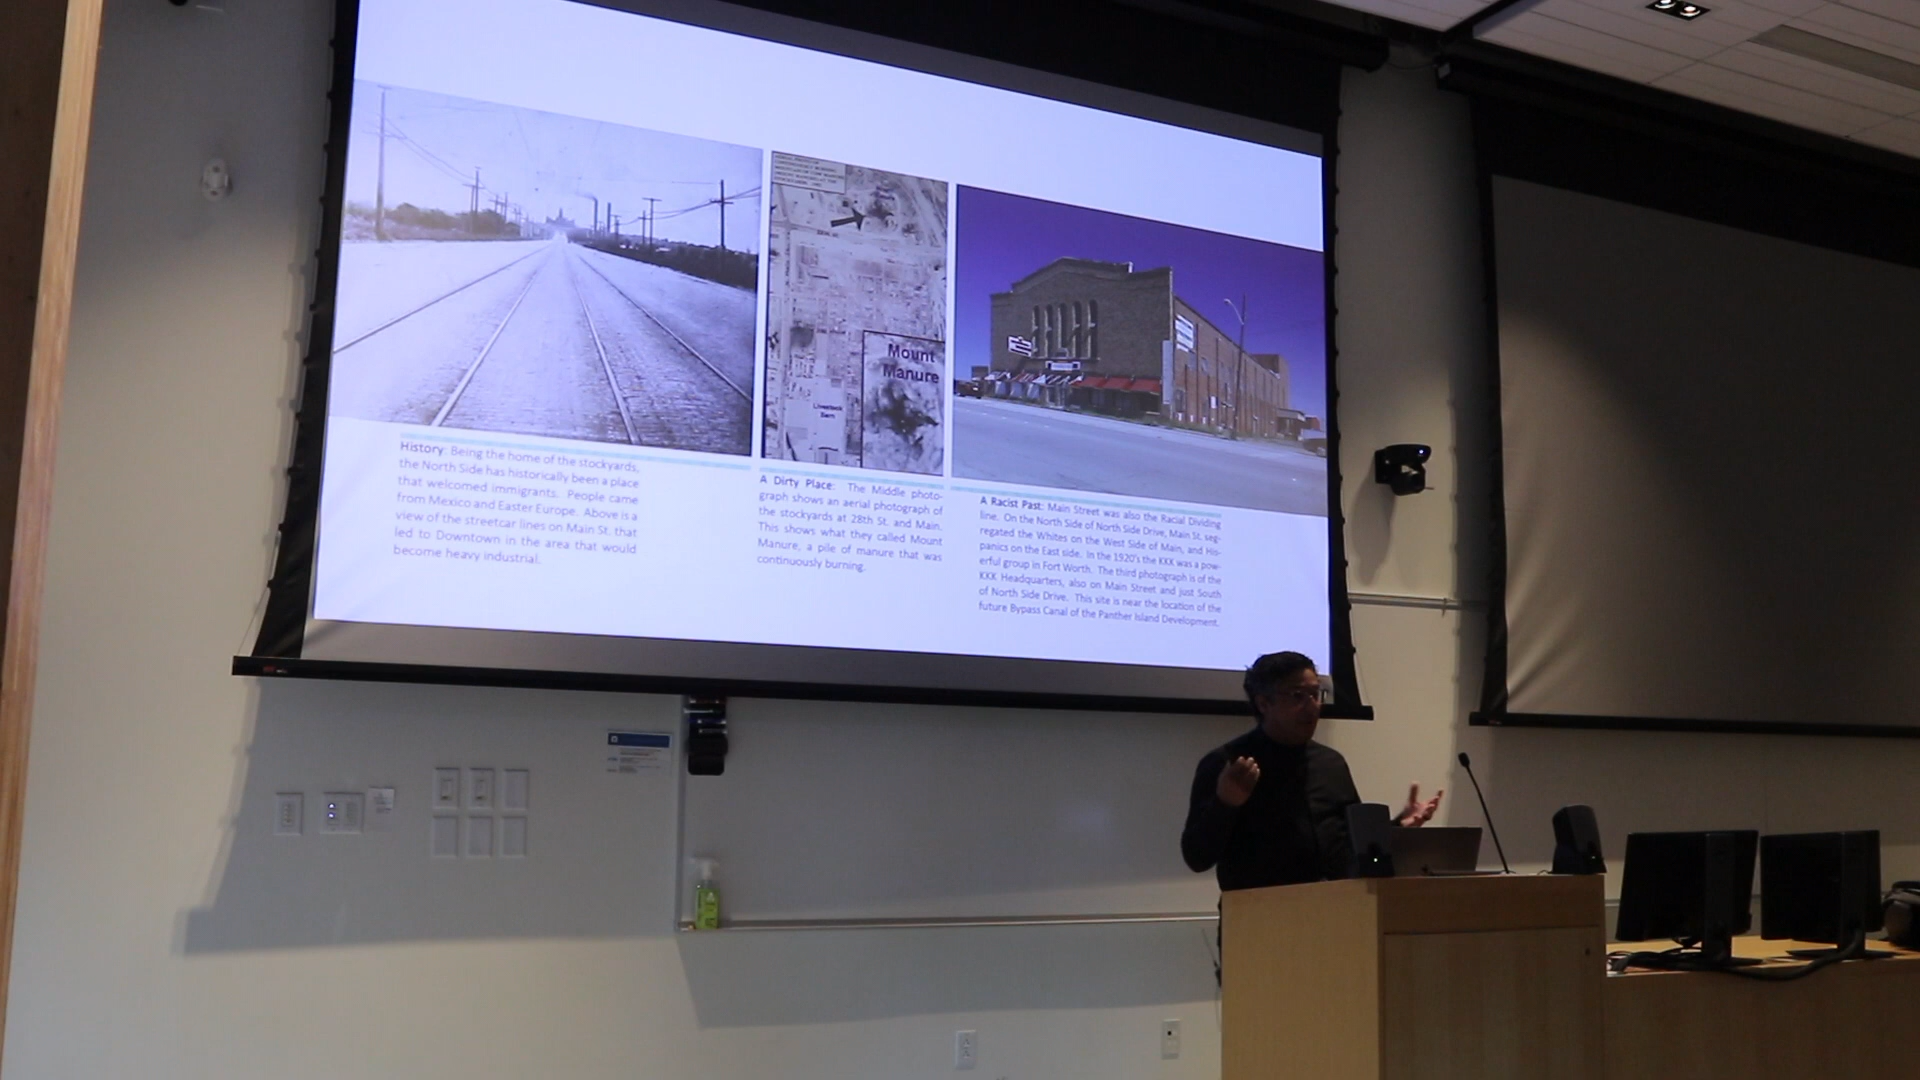 Mount
Manure
Livestock
Barn
History: Being the home of the stockyards,
the North Side has historically been a place
that welcomed immigrants. People came
from Mexico and Easter Europe. Above is a
view of the streetcar lines on Main St. that
led to Downtown in the area that would
become heavy industrial.
A Dirty Place: The Middle photo-
graph shows an aerial photograph of
the stockyards at 28th St. and Main.
This shows what they called Mount
Manure, a pile of manure that was
continuously burning.
A Racist Past: Main Street was also the Racial Dividing
line. On the North Side of North Side Drive, Main St. seg-
regated the Whites on the West Side of Main, and His-
panics on the East side. In the 1920's the KKK was a pow-
erful group in Fort Worth. The third photograph is of the
KKK Headquarters, also on Main Street and just South
of North Side Drive. This site is near the location of the
future Bypass Canal of the Panther Island Development.